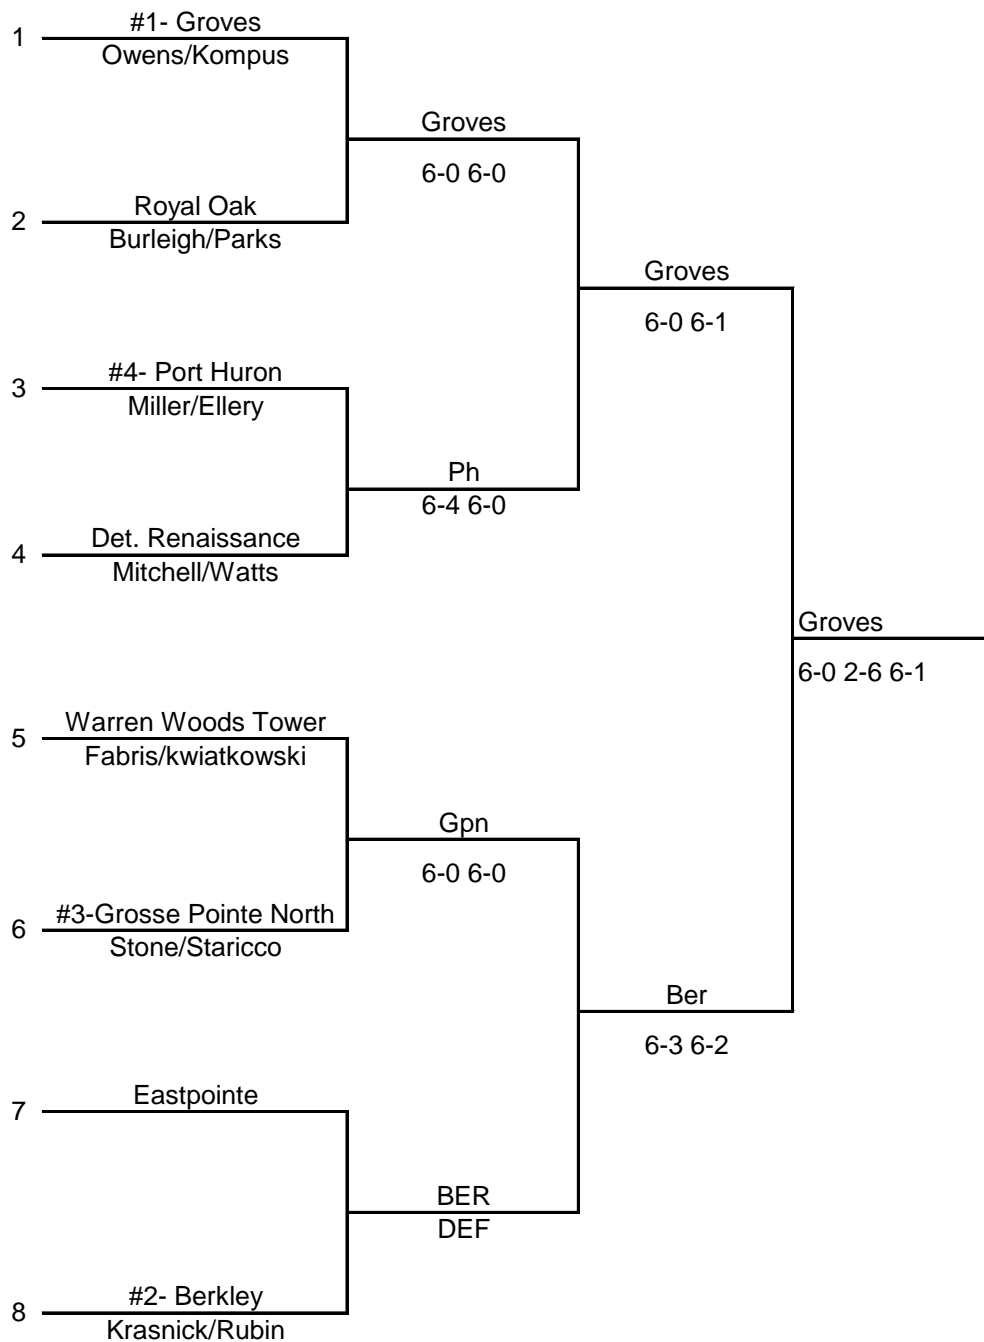 1
#1- Groves
Owens/Kompus
Groves
6-0 6-0
2
Royal Oak
Burleigh/Parks
Groves
6-0 6-1
3
#4- Port Huron
Miller/Ellery
Ph
6-4 6-0
4
Det. Renaissance
Mitchell/Watts
Groves
6-0 2-6 6-1
5
Warren Woods Tower
Fabris/kwiatkowski
Gpn
6-0 6-0
6
#3-Grosse Pointe North
Stone/Staricco
Ber
6-3 6-2
7
Eastpointe
BER
DEF
8
#2- Berkley
Krasnick/Rubin